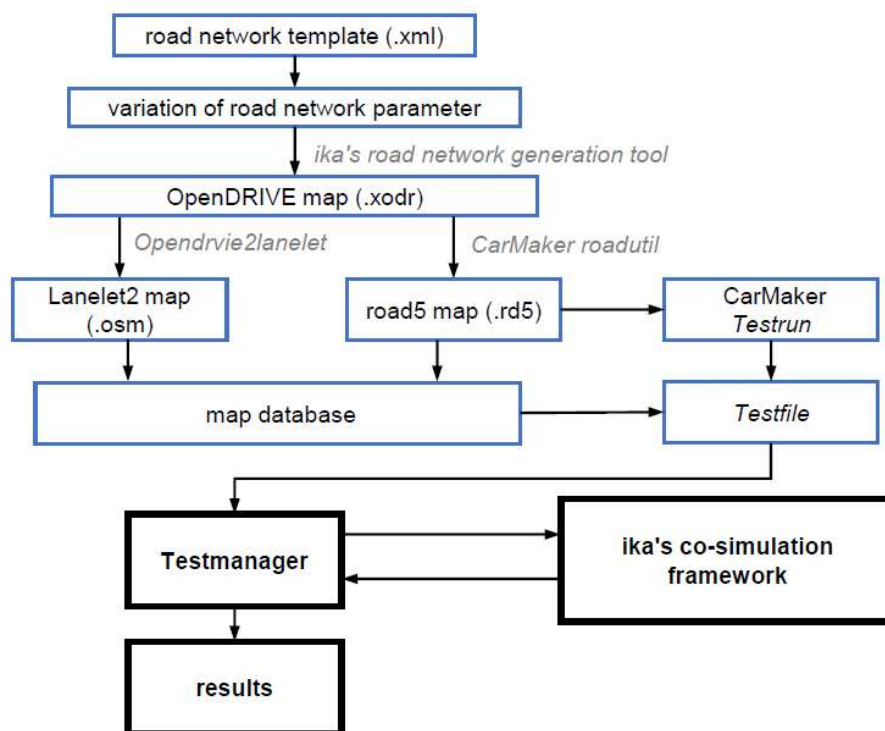 road network template (.xml)
variation of road network parameter
ika's road network generation tool
OpenDRIVE map (.xodr)
Opendrvie2lanelet
CarMaker roadutil
Lanelet2 map
(.osm)
road5 map (.rd5)
CarMaker
Testrun
map database
Testfile
Testmanager
ika's co-simulation
framework
results